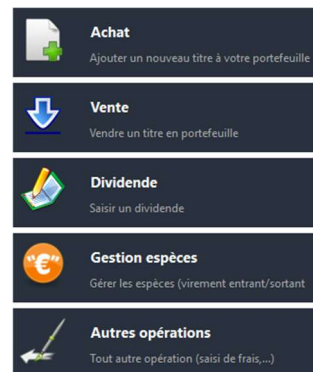 Achat
Ajouter un nouveau titre à votre portefeuille
Vente
Vendre un titre en portefeuille
Dividende
Saisir un dividende
"€"
Gestion espèces
Gérer les espèces (virement entrant/sortant
Autres opérations
Tout autre opération (saisi de frais,...)